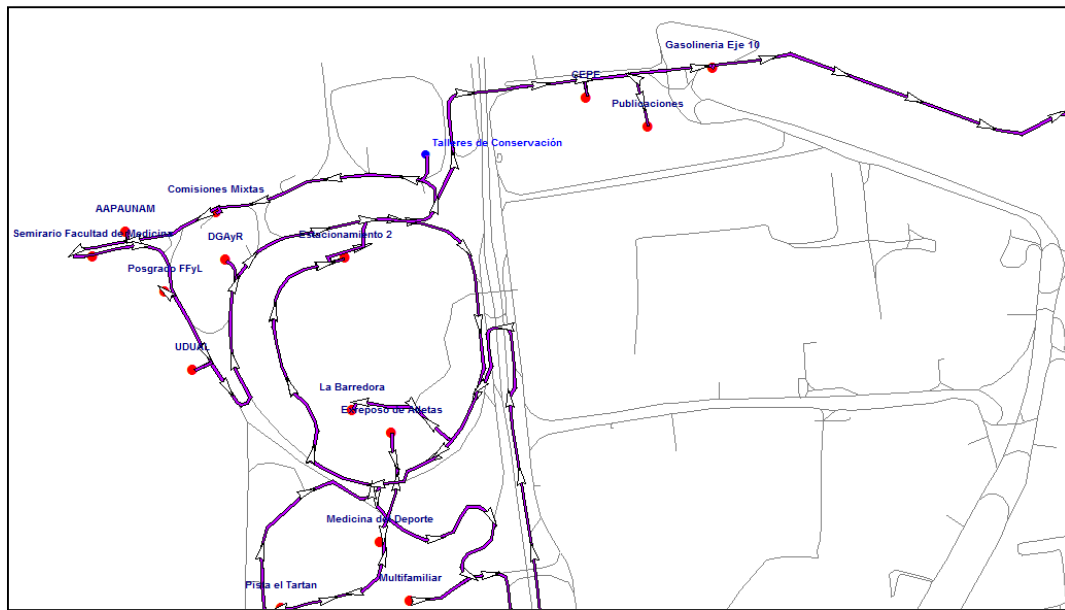 Gasolineria Eje 10
CEPE
Publicaciones
Talleres de Conservación
Comisiones Mixtas
AAPAUNAM
Semirario Facultad de Medicina
DGAyR
Estacionamiento 2
Posgrado FFyL
UDUAL
La Barredora
El reposo de Atletas
Medicina del Deporte
Pista el Tartan
Multifamiliar